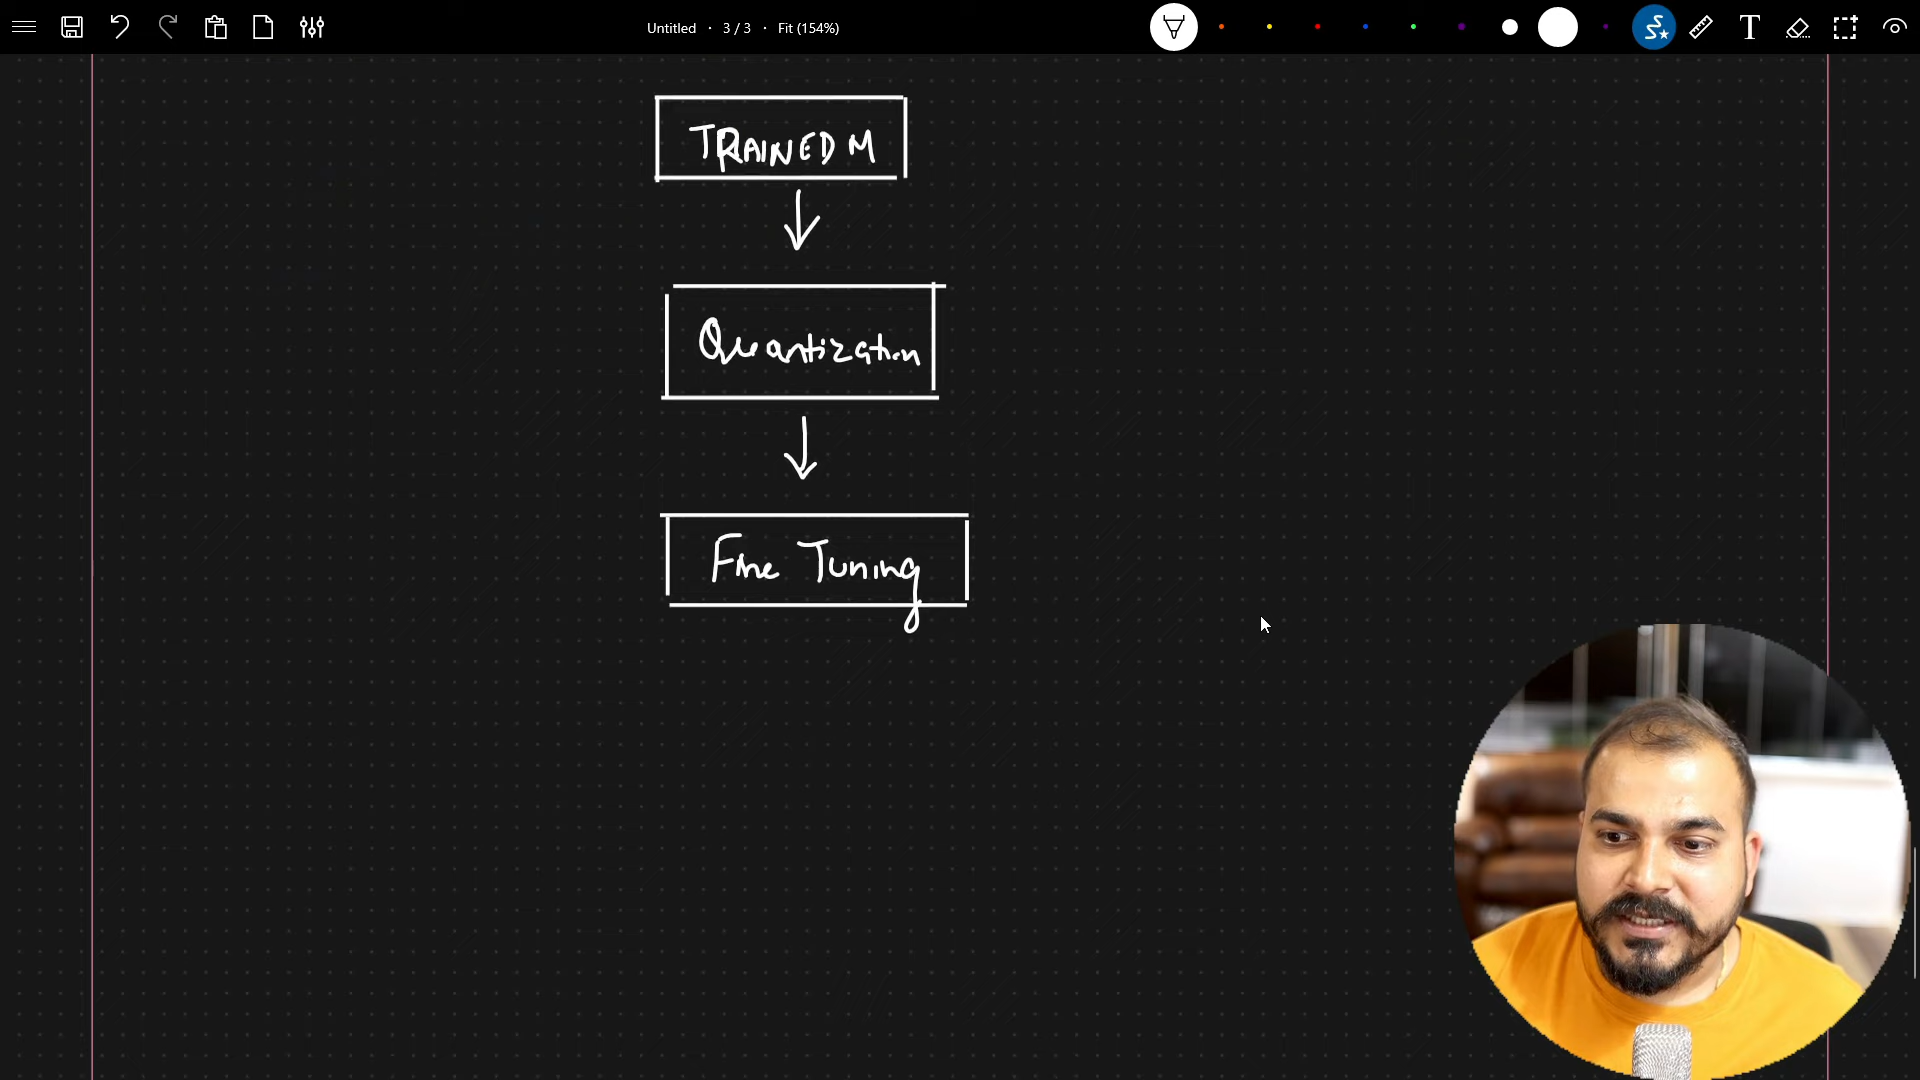 Untitled · 3 / 3 · Fit (154%)
TRAINED M
Quantization
Fine Tuning